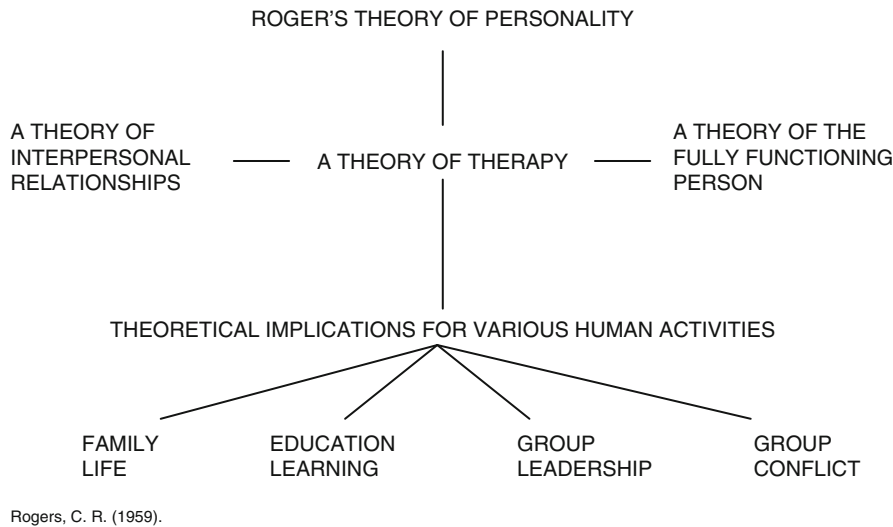 ROGER'S THEORY OF PERSONALITY
A THEORY OF
INTERPERSONAL
RELATIONSHIPS
A THEORY OF THERAPY
A THEORY OF THE
FULLY FUNCTIONING
PERSON
THEORETICAL IMPLICATIONS FOR VARIOUS HUMAN ACTIVITIES
FAMILY
LIFE
EDUCATION
LEARNING
GROUP
LEADERSHIP
GROUP
CONFLICT
Rogers, C. R. (1959).